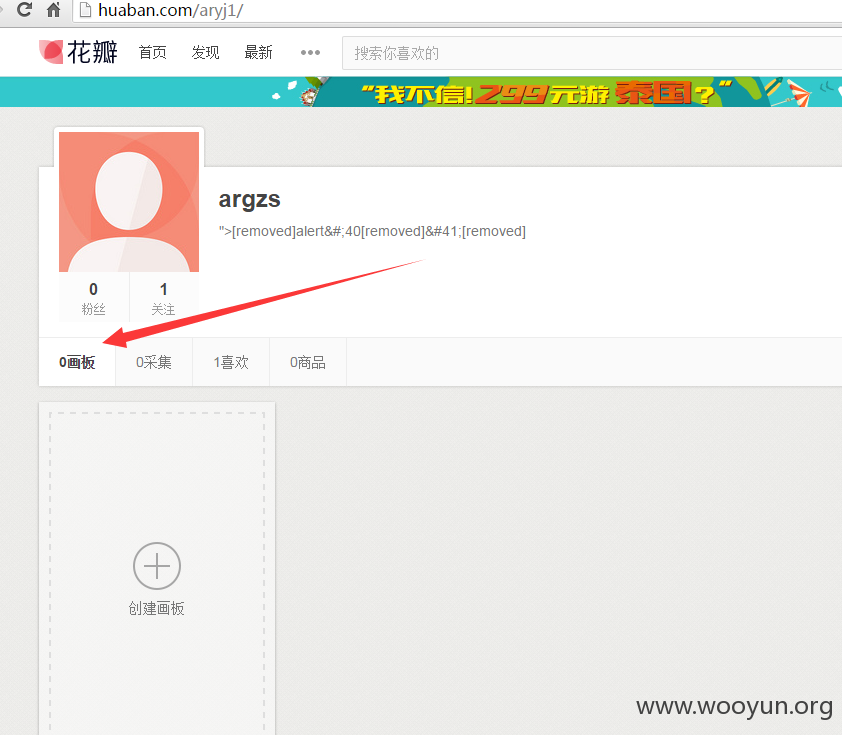 huaban.com/aryj1/
花瓣 首页 发现 最新 ••• 搜索你喜欢的
“我不信!299元游 泰国?”
argzs
">[removed]alert&#;40[removed]&#41;[removed]
0 1
粉丝 关注
0画板 0采集 1喜欢 0商品
创建画板
www.wooyun.org